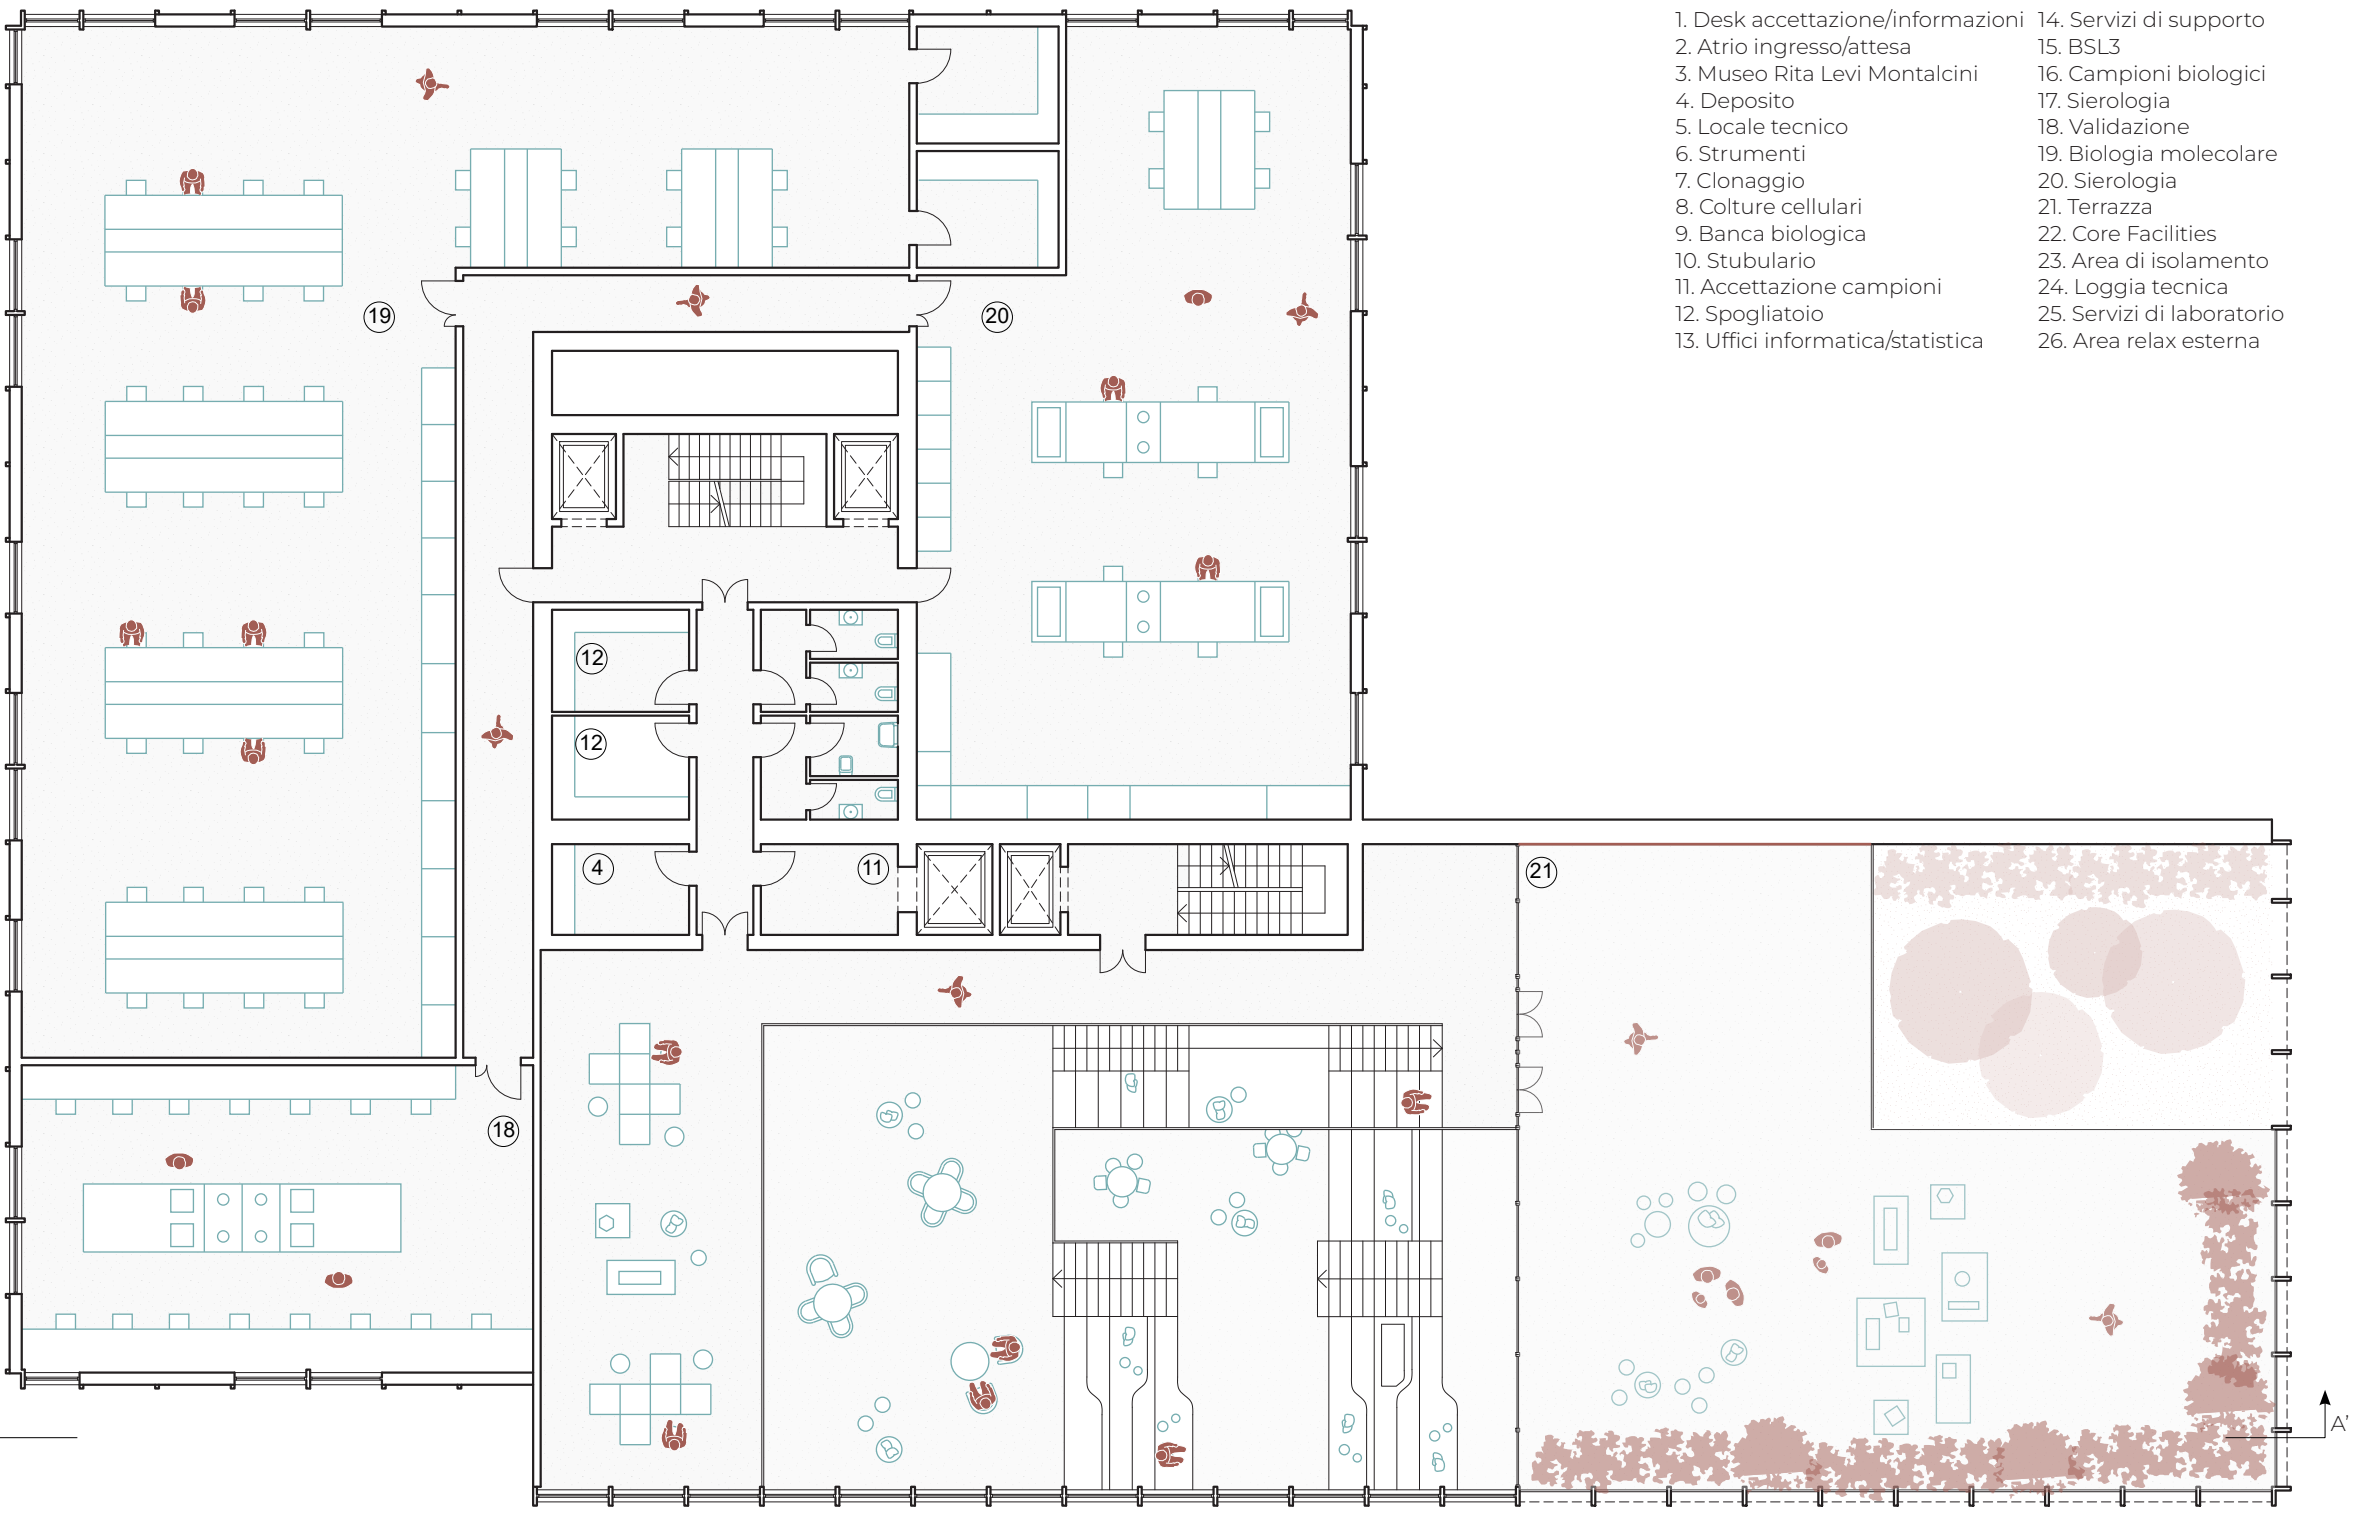 1. Desk accettazione/informazioni
2. Atrio ingresso/attesa
3. Museo Rita Levi Montalcini
4. Deposito
5. Locale tecnico
6. Strumenti
7. Clonaggio
8. Colture cellulari
9. Banca biologica
10. Stubulario
11. Accettazione campioni
12. Spogliatoio
13. Uffici informatica/statistica
14. Servizi di supporto
15. BSL3
16. Campioni biologici
17. Sierologia
18. Validazione
19. Biologia molecolare
20. Sierologia
21. Terrazza
22. Core Facilities
23. Area di isolamento
24. Loggia tecnica
25. Servizi di laboratorio
26. Area relax esterna
19
20
12
12
4
11
21
18
A'